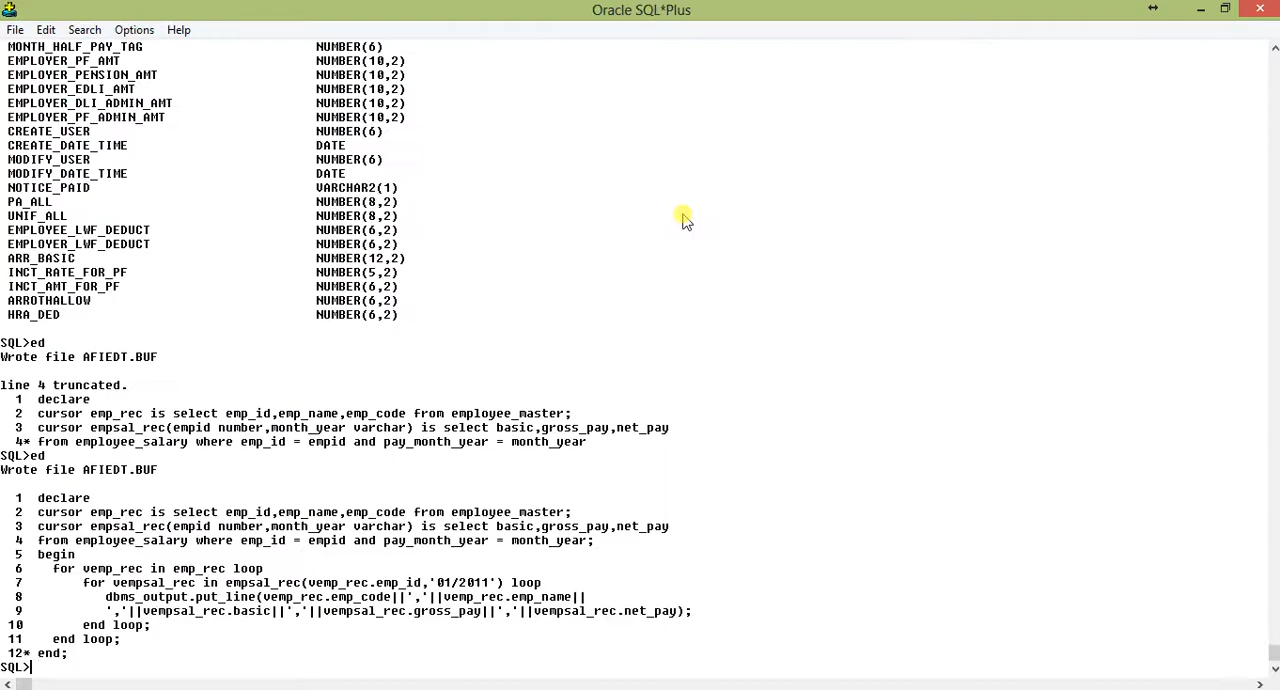 Oracle SQL*Plus
File Edit Search Options Help
MONTH_HALF_PAY_TAG NUMBER(6)
EMPLOYER_PF_AMT NUMBER(10,2)
EMPLOYER_PENSION_AMT NUMBER(10,2)
EMPLOYER_EDLI_AMT NUMBER(10,2)
EMPLOYER_DLI_ADMIN_AMT NUMBER(10,2)
EMPLOYER_PF_ADMIN_AMT NUMBER(10,2)
CREATE_USER NUMBER(6)
CREATE_DATE_TIME DATE
MODIFY_USER NUMBER(6)
MODIFY_DATE_TIME DATE
NOTICE_PAID VARCHAR2(1)
PA_ALL NUMBER(8,2)
UNIF_ALL NUMBER(8,2)
EMPLOYEE_LWF_DEDUCT NUMBER(6,2)
EMPLOYER_LWF_DEDUCT NUMBER(6,2)
ARR_BASIC NUMBER(12,2)
INCT_RATE_FOR_PF NUMBER(5,2)
INCT_AMT_FOR_PF NUMBER(6,2)
ARROTHALLOW NUMBER(6,2)
HRA_DED NUMBER(6,2)
SQL>ed
Wrote file AFIEDT.BUF
line 4 truncated.
1 declare
2 cursor emp_rec is select emp_id,emp_name,emp_code from employee_master;
3 cursor empsal_rec(empid number,month_year varchar) is select basic,gross_pay,net_pay
4* from employee_salary where emp_id = empid and pay_month_year = month_year
SQL>ed
Wrote file AFIEDT.BUF
1 declare
2 cursor emp_rec is select emp_id,emp_name,emp_code from employee_master;
3 cursor empsal_rec(empid number,month_year varchar) is select basic,gross_pay,net_pay
4 from employee_salary where emp_id = empid and pay_month_year = month_year;
5 begin
6 for vemp_rec in emp_rec loop
7 for vempsal_rec in empsal_rec(vemp_rec.emp_id,'01/2011') loop
8 dbms_output.put_line(vemp_rec.emp_code||','||vemp_rec.emp_name||
9 ','||vempsal_rec.basic||','||vempsal_rec.gross_pay||','||vempsal_rec.net_pay);
10 end loop;
11 end loop;
12* end;
SQL>